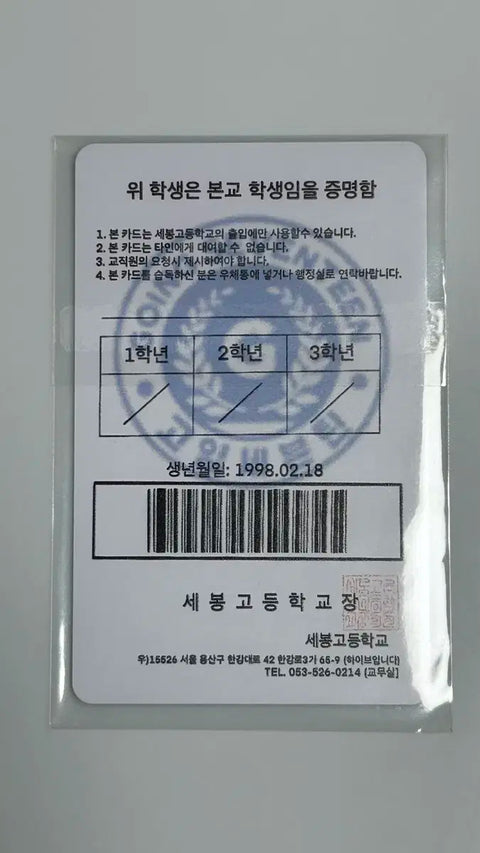 위 학생은 본교 학생임을 증명함
1. 본 카드는 세봉고등학교의 출입에만 사용할수 있습니다.
2. 본 카드는 타인에게 대여할 수 없습니다.
3. 교직원의 요청시 제시하여야 합니다.
4. 본 카드를 습득하신 분은 우체통에 넣거나 행정실로 연락바랍니다.
1학년 2학년 3학년
생년월일: 1998.02.18
세봉고등학교장
세봉고등학교
우)15526 서울 용산구 한강대로 42 한강로3가 65-9 (하이브입니다)
TEL. 053-526-0214 (교무실)